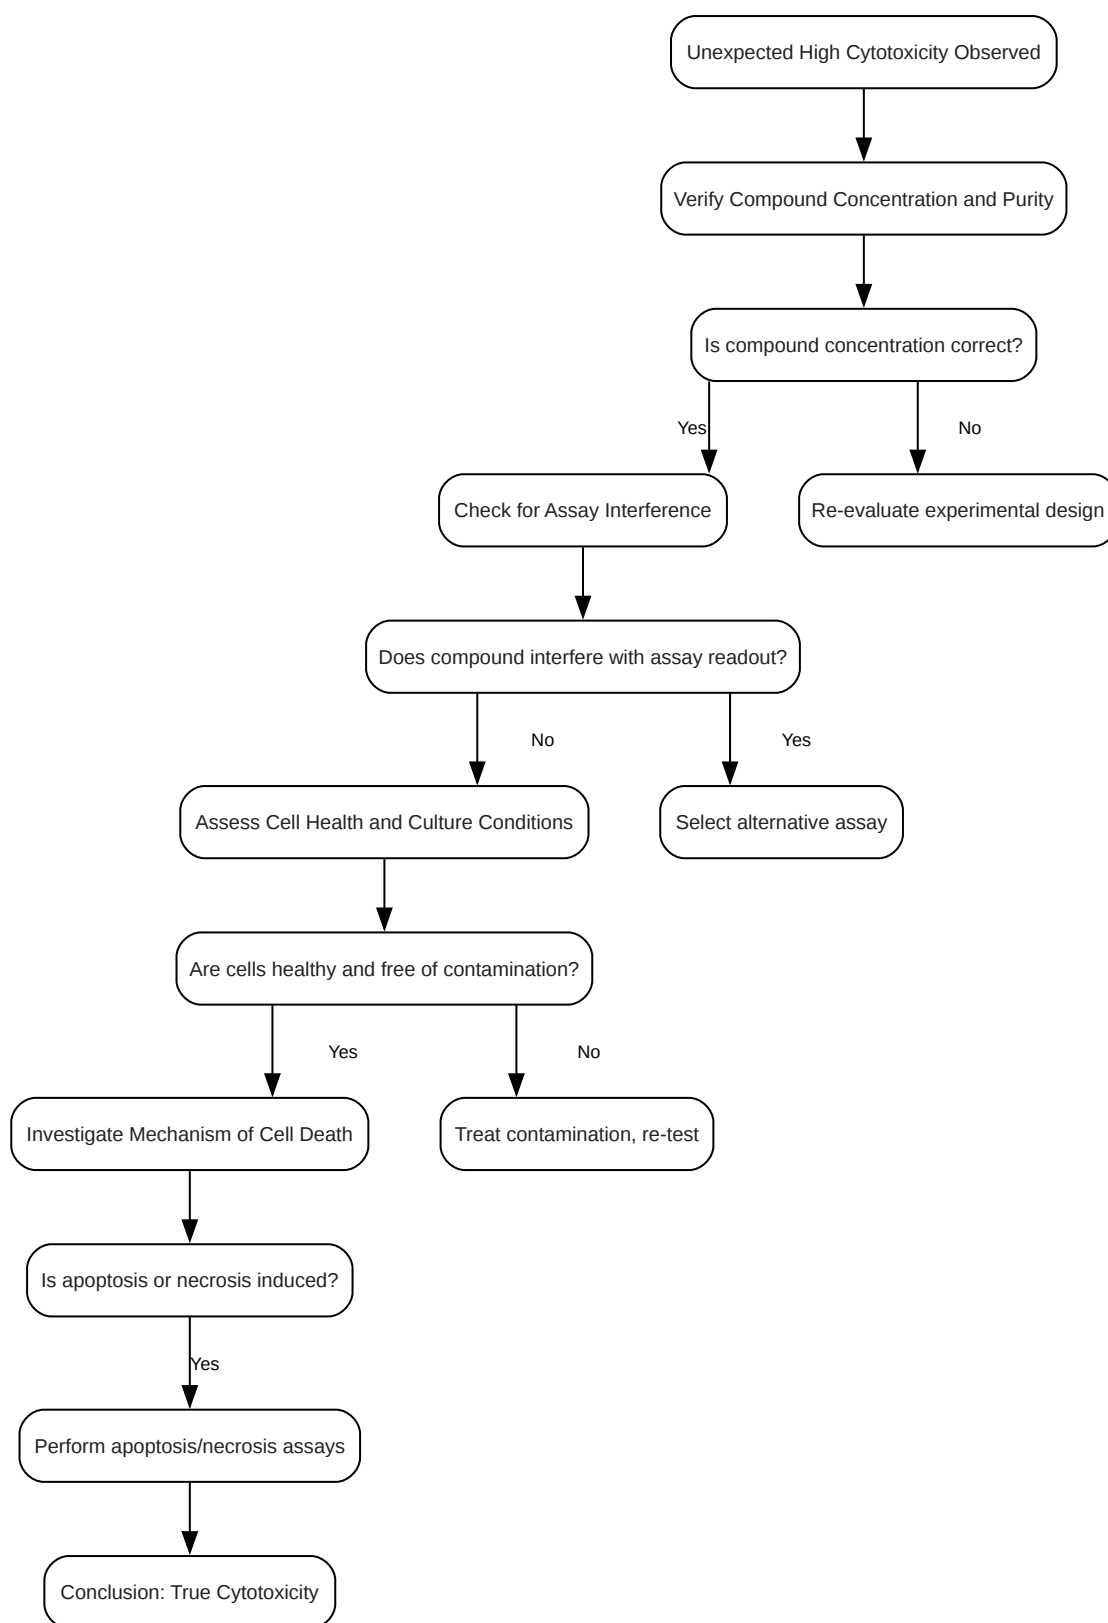 Unexpected High Cytotoxicity Observed
Verify Compound Concentration and Purity
Is compound concentration correct?
Yes
No
Check for Assay Interference
Re-evaluate experimental design
Does compound interfere with assay readout?
No
Yes
Assess Cell Health and Culture Conditions
Select alternative assay
Are cells healthy and free of contamination?
Yes
No
Investigate Mechanism of Cell Death
Treat contamination, re-test
Is apoptosis or necrosis induced?
Yes
Perform apoptosis/necrosis assays
Conclusion: True Cytotoxicity